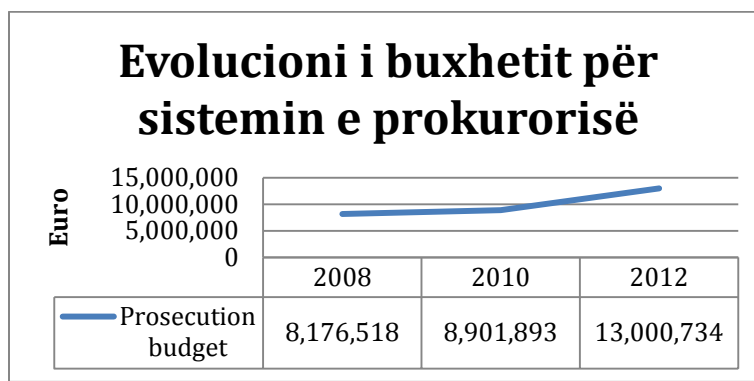 Evolucioni i buxhetit për
sistemin e prokurorisë
Euro
15,000,000
10,000,000
5,000,000
0
2008 2010 2012
Prosecution
budget
8,176,518 8,901,893 13,000,734